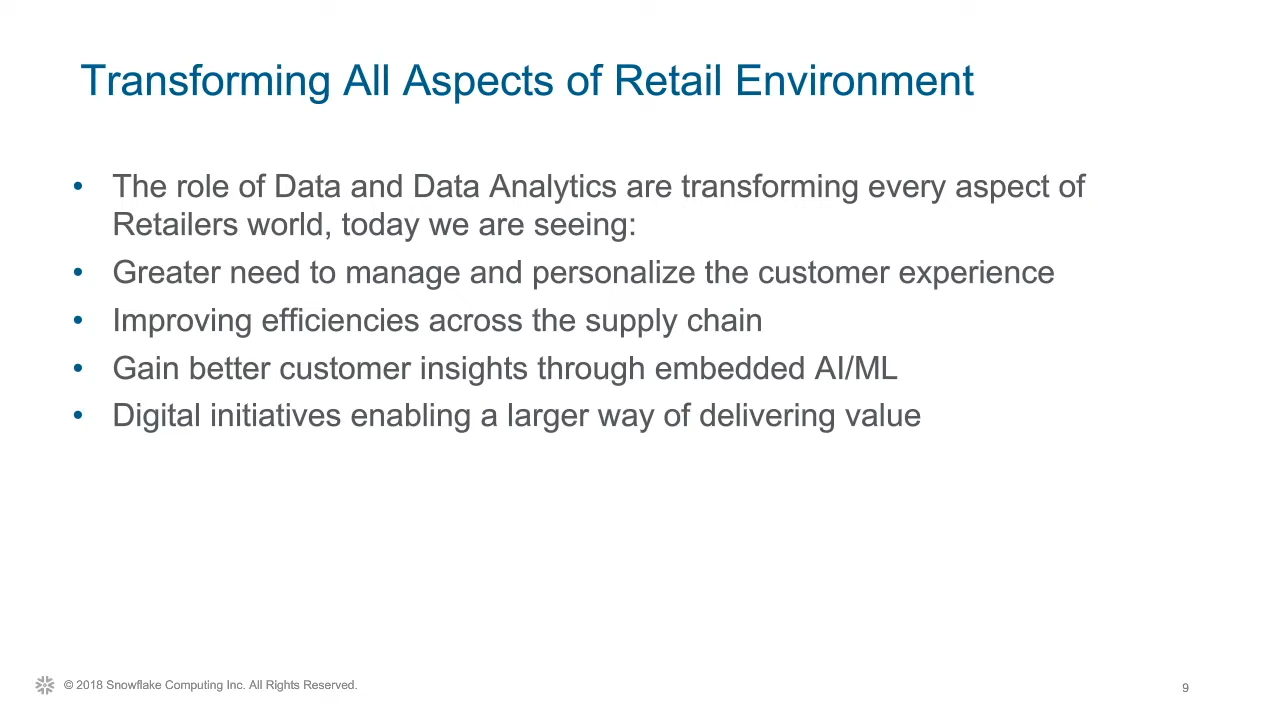 Transforming All Aspects of Retail Environment
• The role of Data and Data Analytics are transforming every aspect of
Retailers world, today we are seeing:
• Greater need to manage and personalize the customer experience
• Improving efficiencies across the supply chain
• Gain better customer insights through embedded AI/ML
• Digital initiatives enabling a larger way of delivering value
© 2018 Snowflake Computing Inc. All Rights Reserved.
9